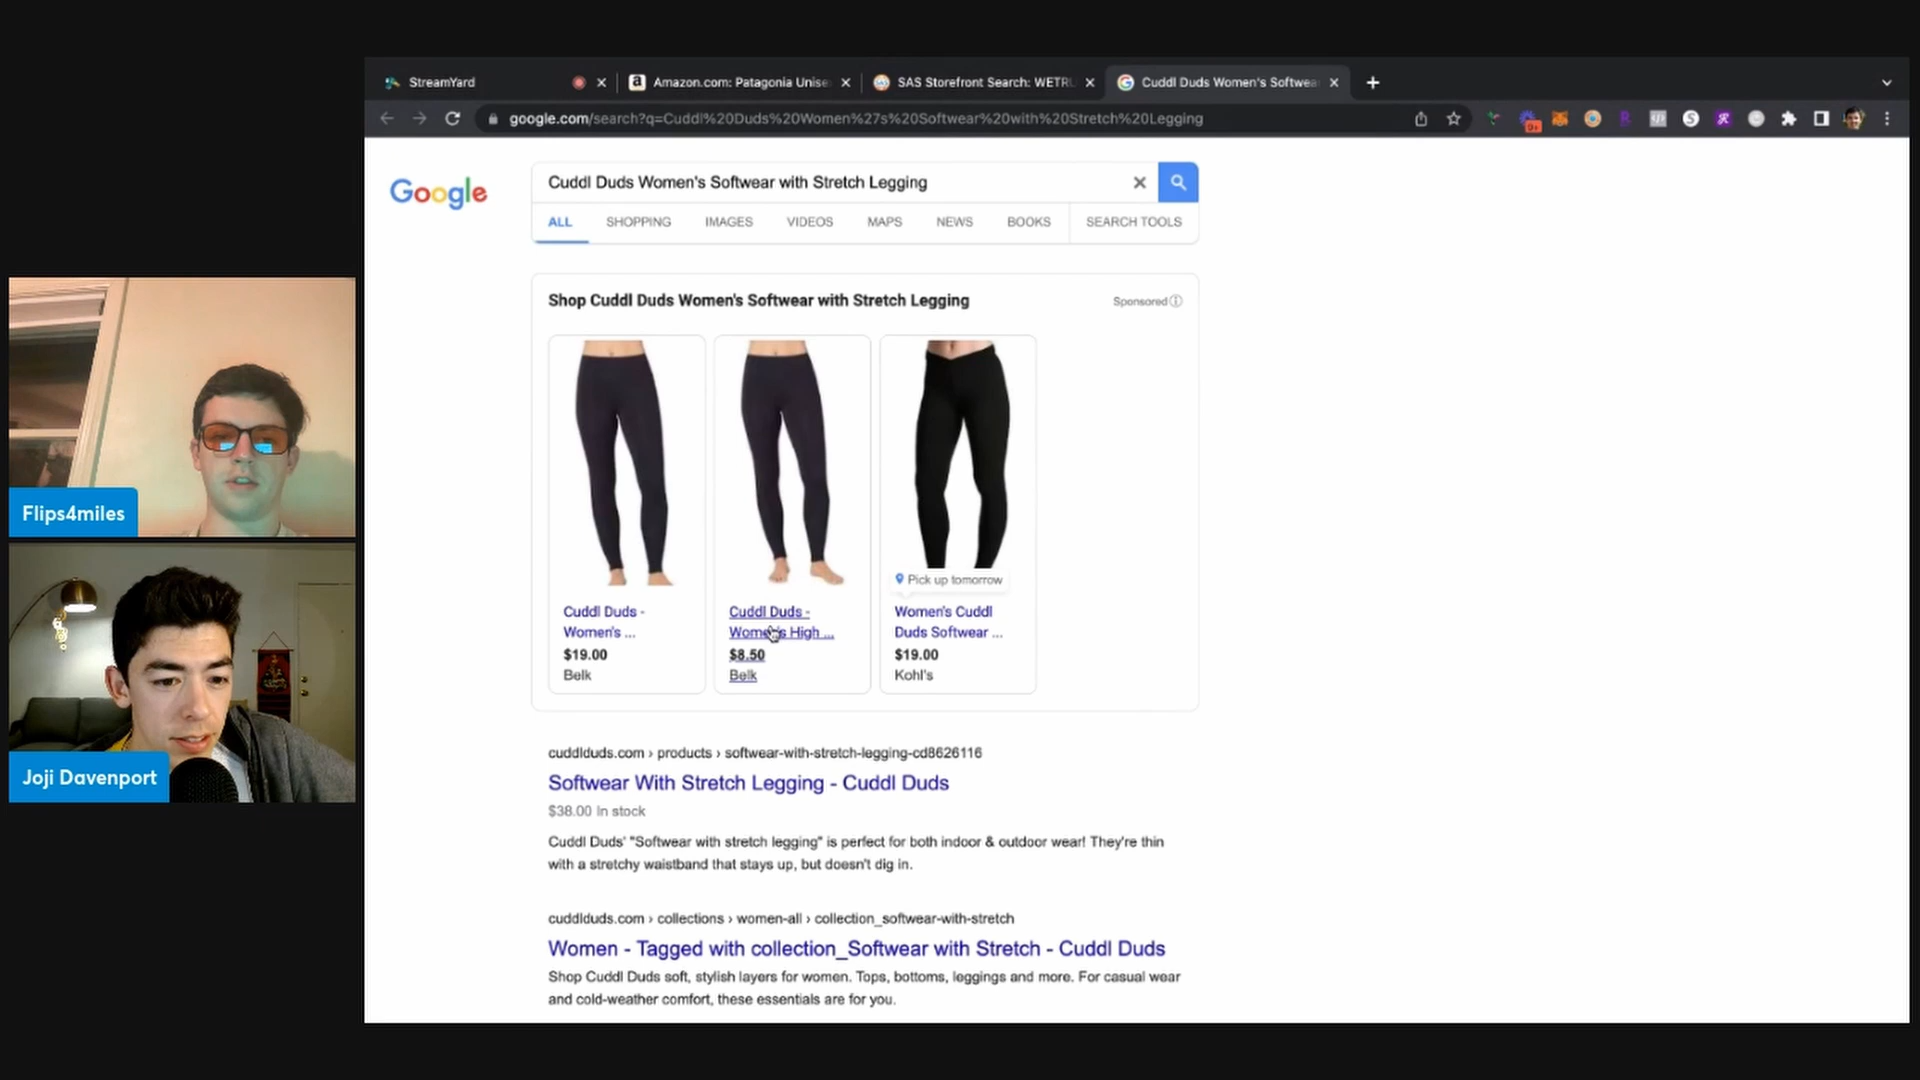 StreamYard
Amazon.com: Patagonia Unise
SAS Storefront Search: WETRU
Cuddl Duds Women's Softwear
google.com/search?q=Cuddl%20Duds%20Women%27s%20Softwear%20with%20Stretch%20Legging
9+
Google
Cuddl Duds Women's Softwear with Stretch Legging
ALL SHOPPING IMAGES VIDEOS MAPS NEWS BOOKS SEARCH TOOLS
Shop Cuddl Duds Women's Softwear with Stretch Legging
Sponsored
Pick up tomorrow
Cuddl Duds -
Women's ...
$19.00
Belk
Cuddl Duds -
Women's High ...
$8.50
Belk
Women's Cuddl
Duds Softwear ...
$19.00
Kohl's
cuddlduds.com › products › softwear-with-stretch-legging-cd8626116
Softwear With Stretch Legging - Cuddl Duds
$38.00 In stock
Cuddl Duds' "Softwear with stretch legging" is perfect for both indoor & outdoor wear! They're thin
with a stretchy waistband that stays up, but doesn't dig in.
cuddlduds.com › collections › women-all › collection_softwear-with-stretch
Women - Tagged with collection_Softwear with Stretch - Cuddl Duds
Shop Cuddl Duds soft, stylish layers for women. Tops, bottoms, leggings and more. For casual wear
and cold-weather comfort, these essentials are for you.
Flips4miles
Joji Davenport